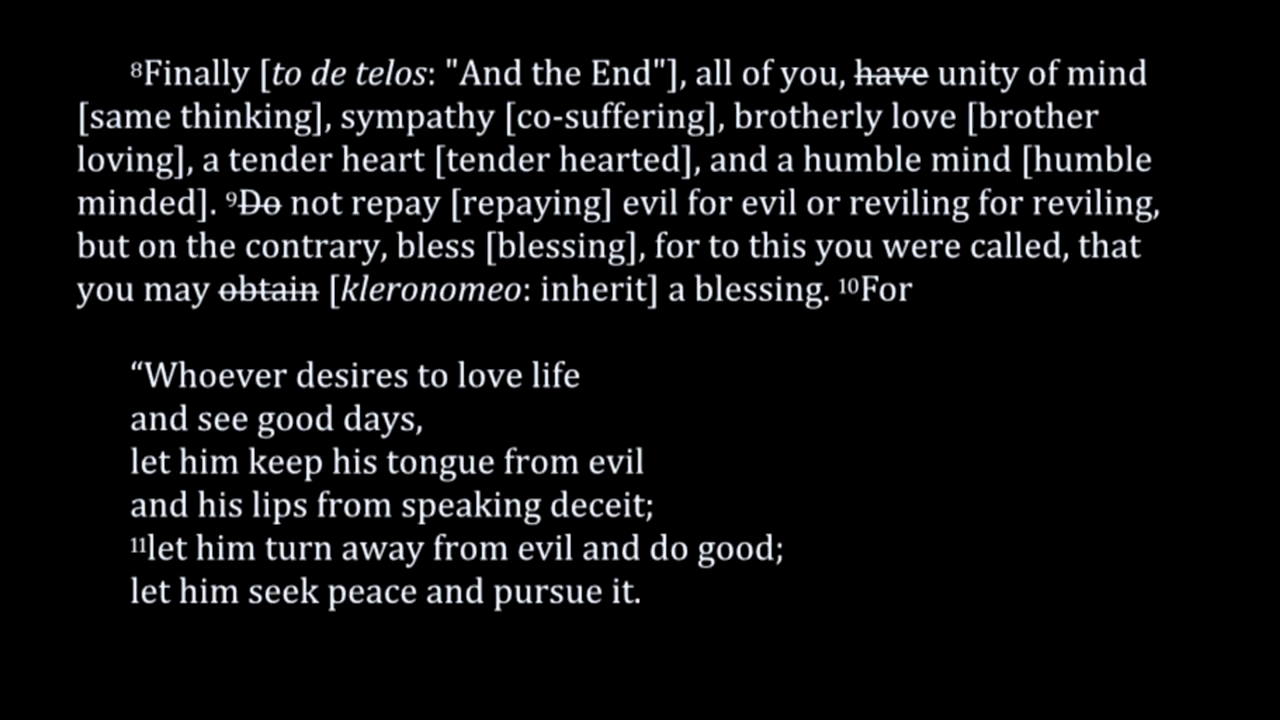 ⁸Finally [to de telos: "And the End"], all of you, have unity of mind
[same thinking], sympathy [co-suffering], brotherly love [brother
loving], a tender heart [tender hearted], and a humble mind [humble
minded]. ⁹Do not repay [repaying] evil for evil or reviling for reviling,
but on the contrary, bless [blessing], for to this you were called, that
you may obtain [kleronomeo: inherit] a blessing. ¹⁰For
“Whoever desires to love life
and see good days,
let him keep his tongue from evil
and his lips from speaking deceit;
¹¹let him turn away from evil and do good;
let him seek peace and pursue it.